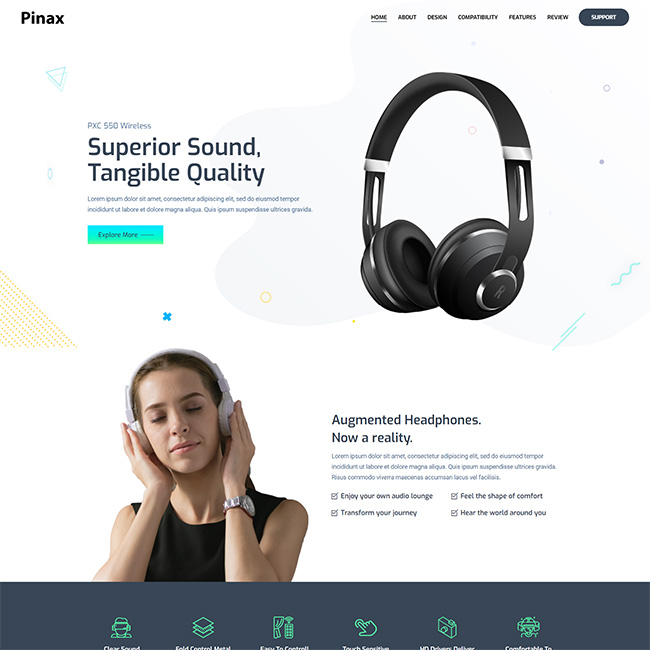 Pinax
HOME ABOUT DESIGN COMPATIBILITY FEATURES REVIEW SUPPORT
PXC 550 Wireless
Superior Sound,
Tangible Quality
Lorem ipsum dolor sit amet, consectetur adipiscing elit, sed do eiusmod tempor
incididunt ut labore et dolore magna aliqua. Quis ipsum suspendisse ultrices gravida.
Explore More
R
Augmented Headphones.
Now a reality.
Lorem ipsum dolor sit amet, consectetur adipiscing elit, sed do eiusmod tempor
incididunt ut labore et dolore magna aliqua. Quis ipsum suspendisse ultrices gravida.
Risus commodo viverra maecenas accumsan lacus vel facilisis.
Enjoy your own audio lounge Feel the shape of comfort
Transform your journey Hear the world around you
Clear Sound Fold Control Metal Easy To Controll Touch Sensitive HD Drivers Deliver Comfortable To